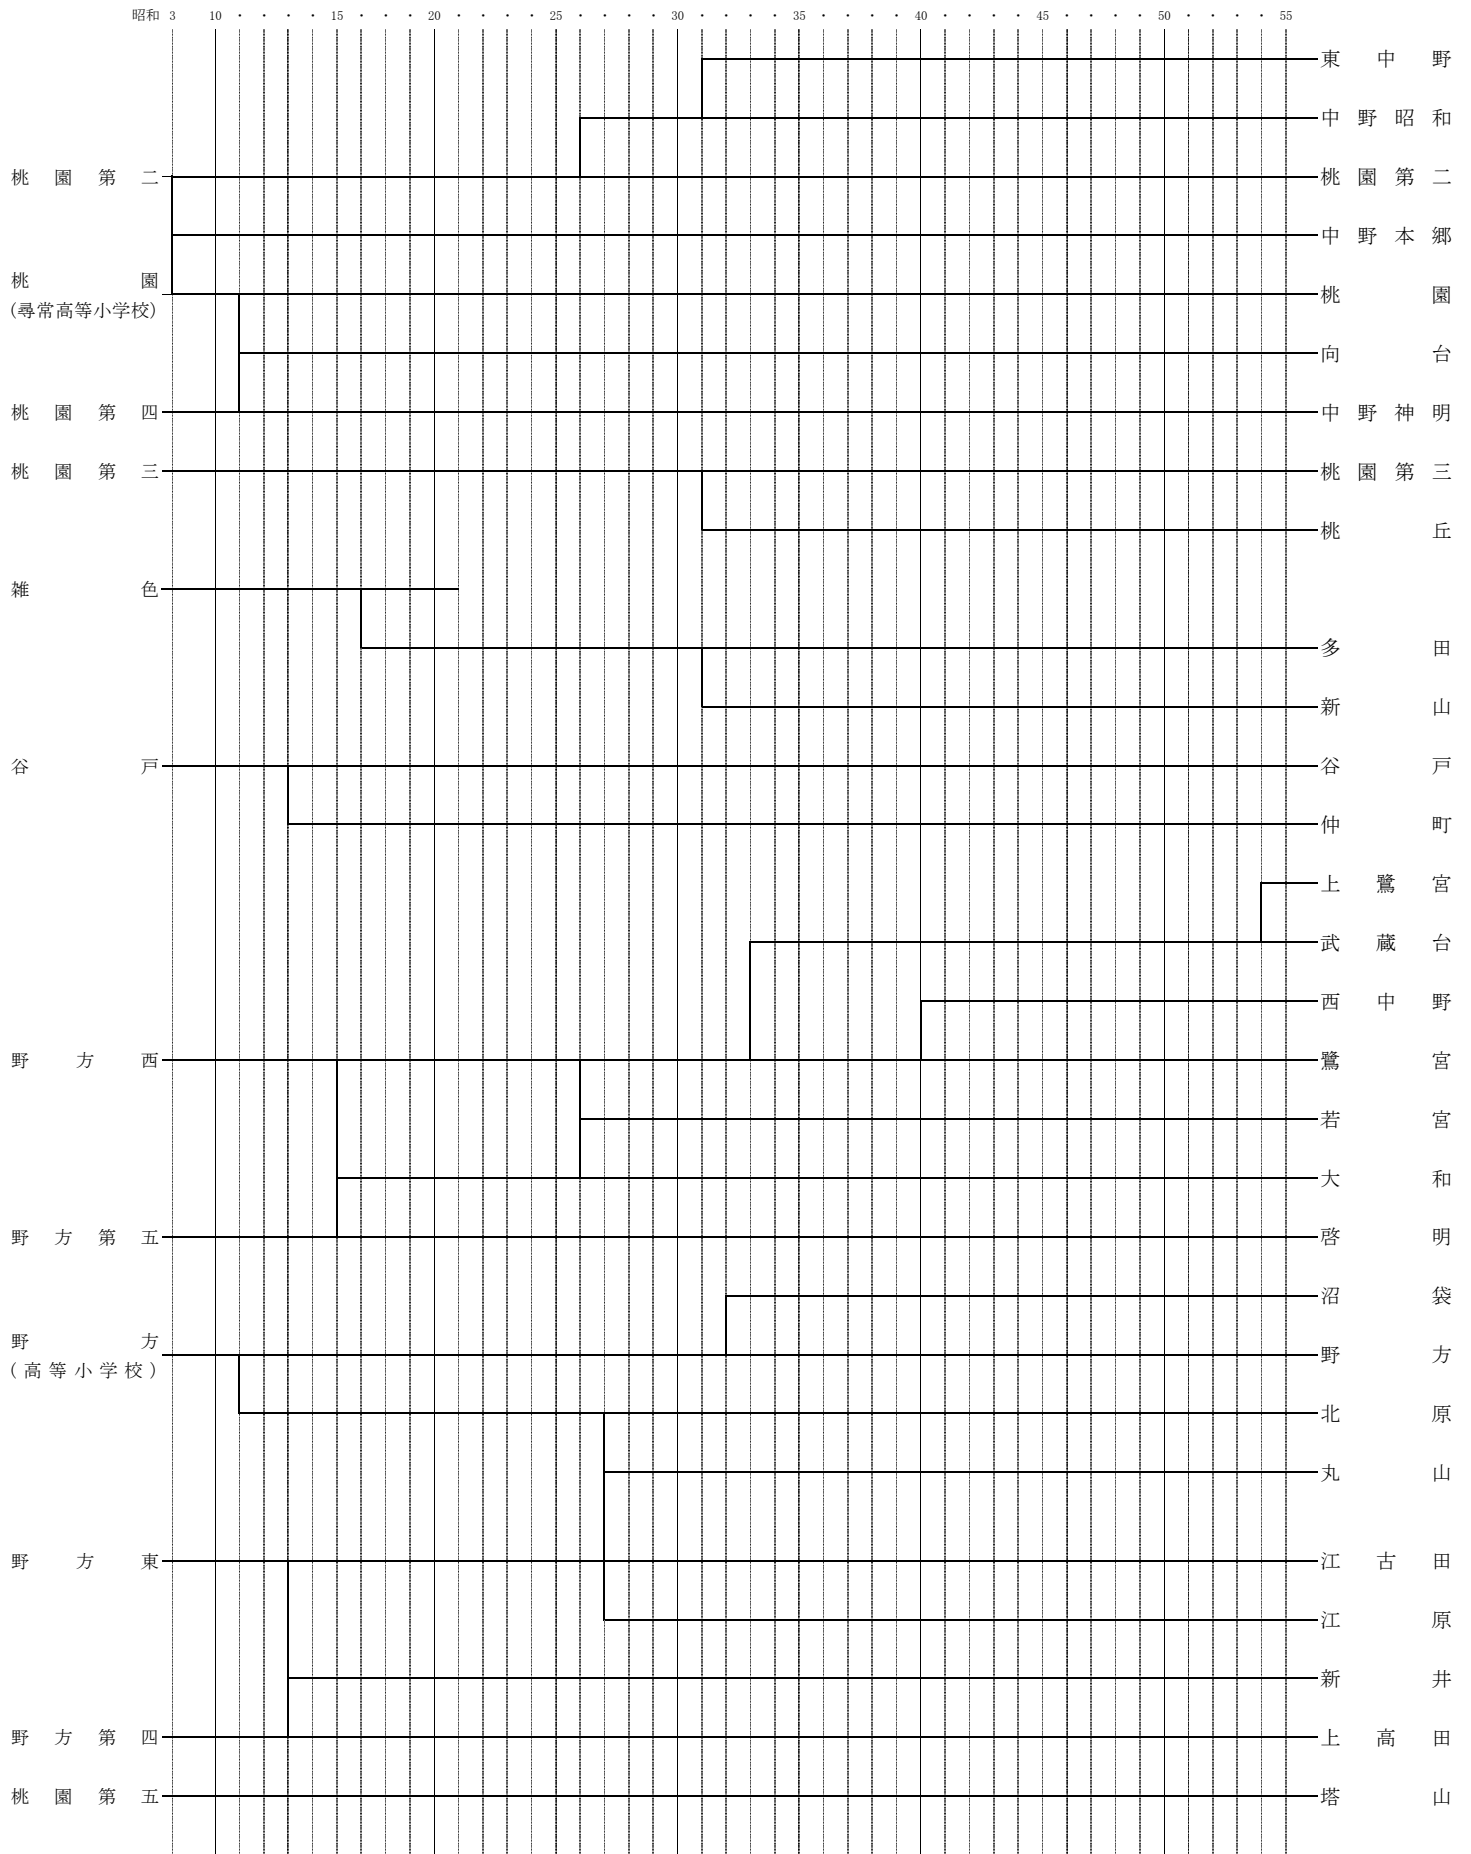 昭和 3 10 ・ ・ ・ ・ 15 ・ ・ ・ 20 ・ ・ ・ ・ 25 ・ ・ ・ ・ 30 ・ ・ ・ ・ 35 ・ ・ ・ ・ 40 ・ ・ ・ ・ 45 ・ ・ ・ ・ 50 ・ ・ ・ ・ 55
東中野
中野昭和
桃園第二 桃園第二
中野本郷
桃園
(尋常高等小学校)
桃園
向台
桃園第四 中野神明
桃園第三 桃園第三
桃丘
雑色
多田
新山
谷戸 谷戸
仲町
上鷺宮
武蔵台
西中野
野方西 鷺宮
若宮
大和
野方第五 啓明
沼袋
野方
(高等小学校)
野方
北原
丸山
野方東 江古田
江原
新井
野方第四 上高田
桃園第五 塔山